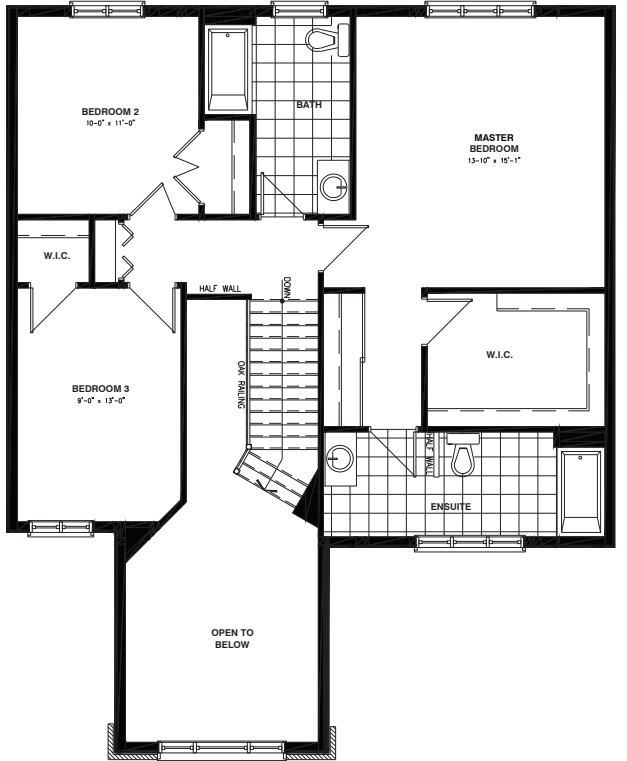 BATH
BEDROOM 2
10-0" x 11'-0"
MASTER
BEDROOM
13-10" x 15'-1"
W.I.C.
HALF WALL
DOWN
W.I.C.
OAK RAILING
BEDROOM 3
9'-0" x 13'-0"
HALF WALL
ENSUITE
OPEN TO
BELOW